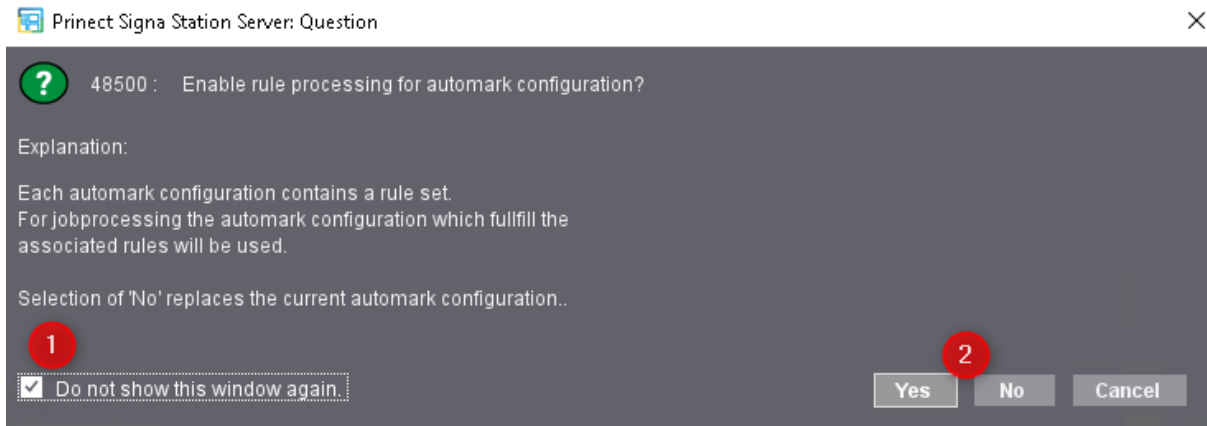 Prinect Signa Station Server: Question
48500 : Enable rule processing for automark configuration?
Explanation:
Each automark configuration contains a rule set.
For jobprocessing the automark configuration which fullfill the
associated rules will be used.
Selection of 'No' replaces the current automark configuration..
1
2
Do not show this window again.
Yes No Cancel